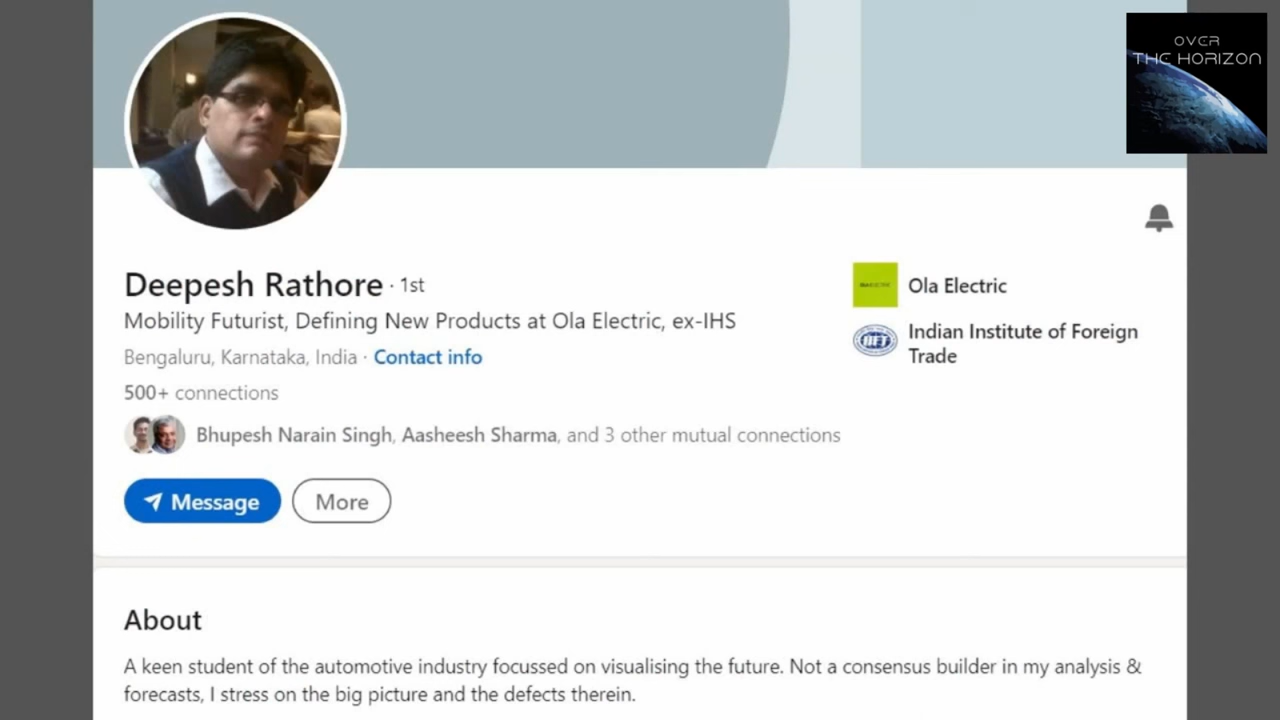 OVER
THE HORIZON
Deepesh Rathore · 1st
Mobility Futurist, Defining New Products at Ola Electric, ex-IHS
Bengaluru, Karnataka, India · Contact info
500+ connections
Bhupesh Narain Singh, Aasheesh Sharma, and 3 other mutual connections
Message
More
Ola Electric
Indian Institute of Foreign
Trade
About
A keen student of the automotive industry focussed on visualising the future. Not a consensus builder in my analysis &
forecasts, I stress on the big picture and the defects therein.